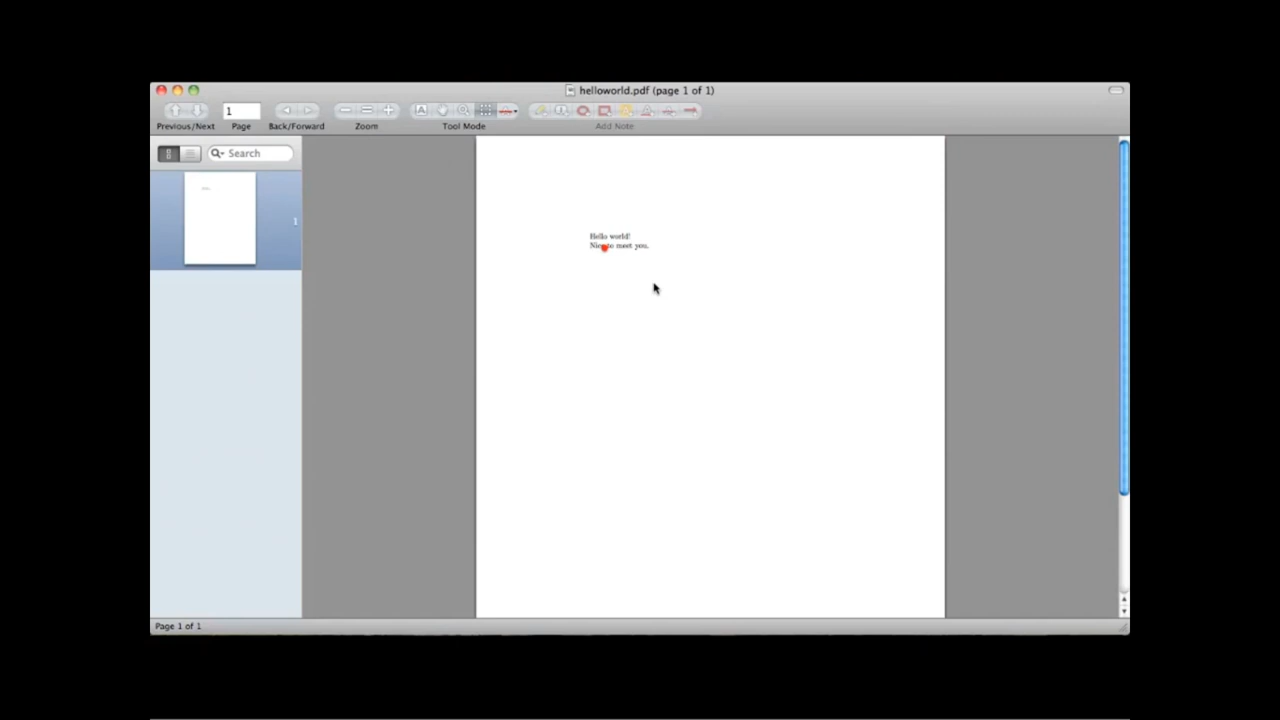 helloworld.pdf (page 1 of 1)
1
Previous/Next Page Back/Forward Zoom Tool Mode Add Note
Search
1
Hello world!
Nice to meet you.
Page 1 of 1